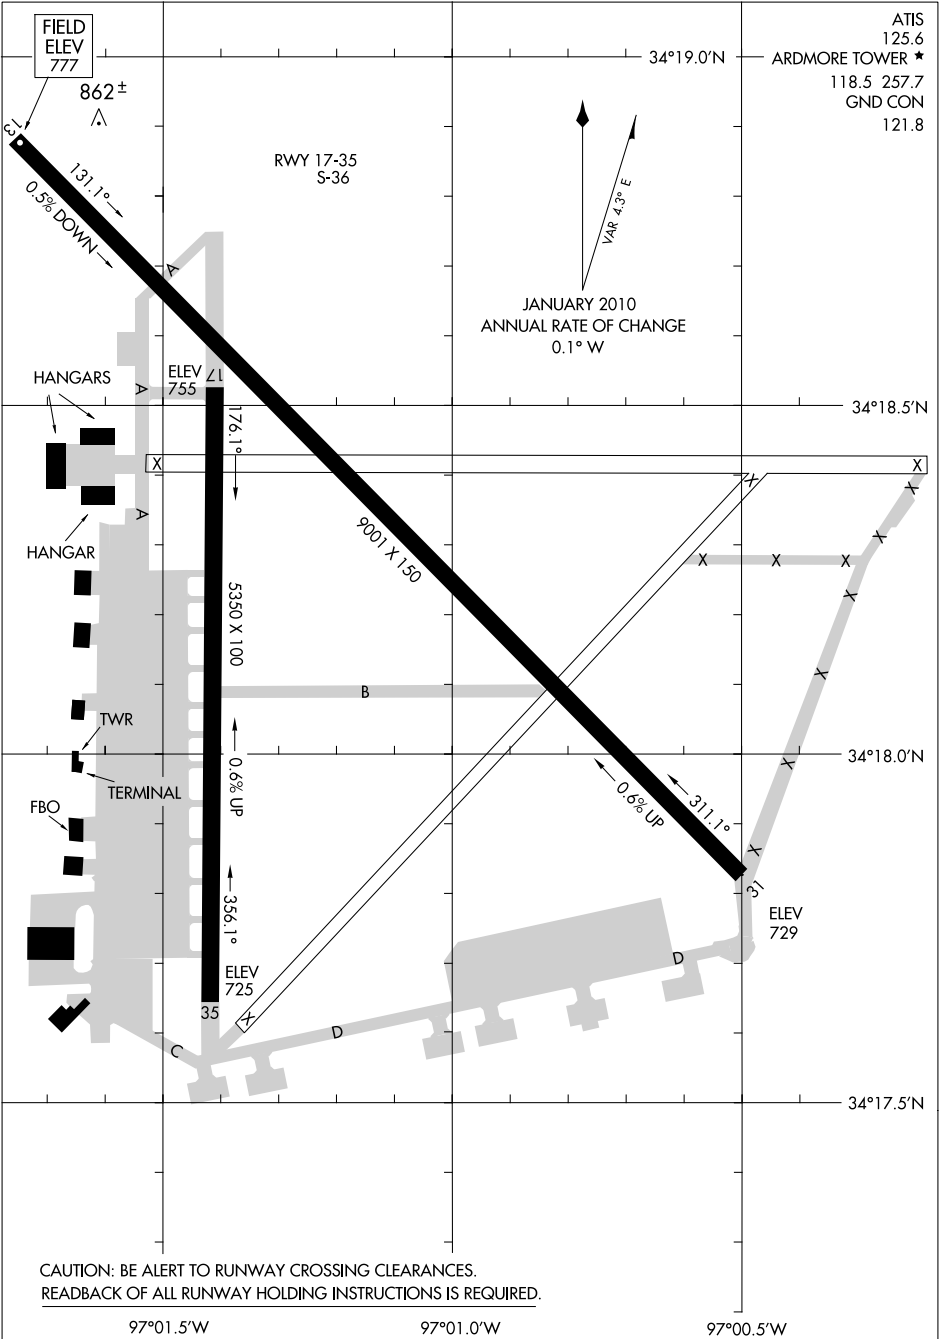 FIELD
ELEV
777
862±
ATIS
125.6
ARDMORE TOWER ★
118.5 257.7
GND CON
121.8
34°19.0'N
RWY 17-35
S-36
VAR 4.3° E
JANUARY 2010
ANNUAL RATE OF CHANGE
0.1° W
13
131.1°
0.5% DOWN
A
HANGARS
ELEV
755
17
A
34°18.5'N
176.1°
X
X
X
X
A
HANGAR
9001 X 150
X
X
X
X
X
5350 X 100
B
X
TWR
TERMINAL
0.6% UP
34°18.0'N
X
FBO
0.6% UP
311.1°
X
31
ELEV
729
356.1°
ELEV
725
35
X
D
D
C
34°17.5'N
CAUTION: BE ALERT TO RUNWAY CROSSING CLEARANCES.
READBACK OF ALL RUNWAY HOLDING INSTRUCTIONS IS REQUIRED.
97°01.5'W
97°01.0'W
97°00.5'W